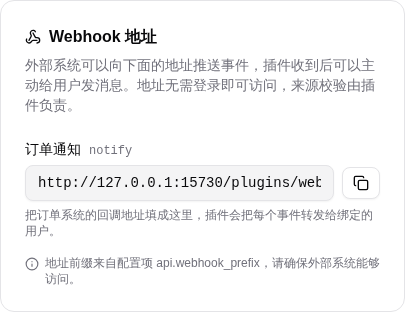 Webhook 地址
外部系统可以向下面的地址推送事件，插件收到后可以主
动给用户发消息。地址无需登录即可访问，来源校验由插
件负责。
订单通知 notify
http://127.0.0.1:15730/plugins/web
把订单系统的回调地址填成这里，插件会把每个事件转发给绑定的
用户。
地址前缀来自配置项 api.webhook_prefix，请确保外部系统能够
访问。